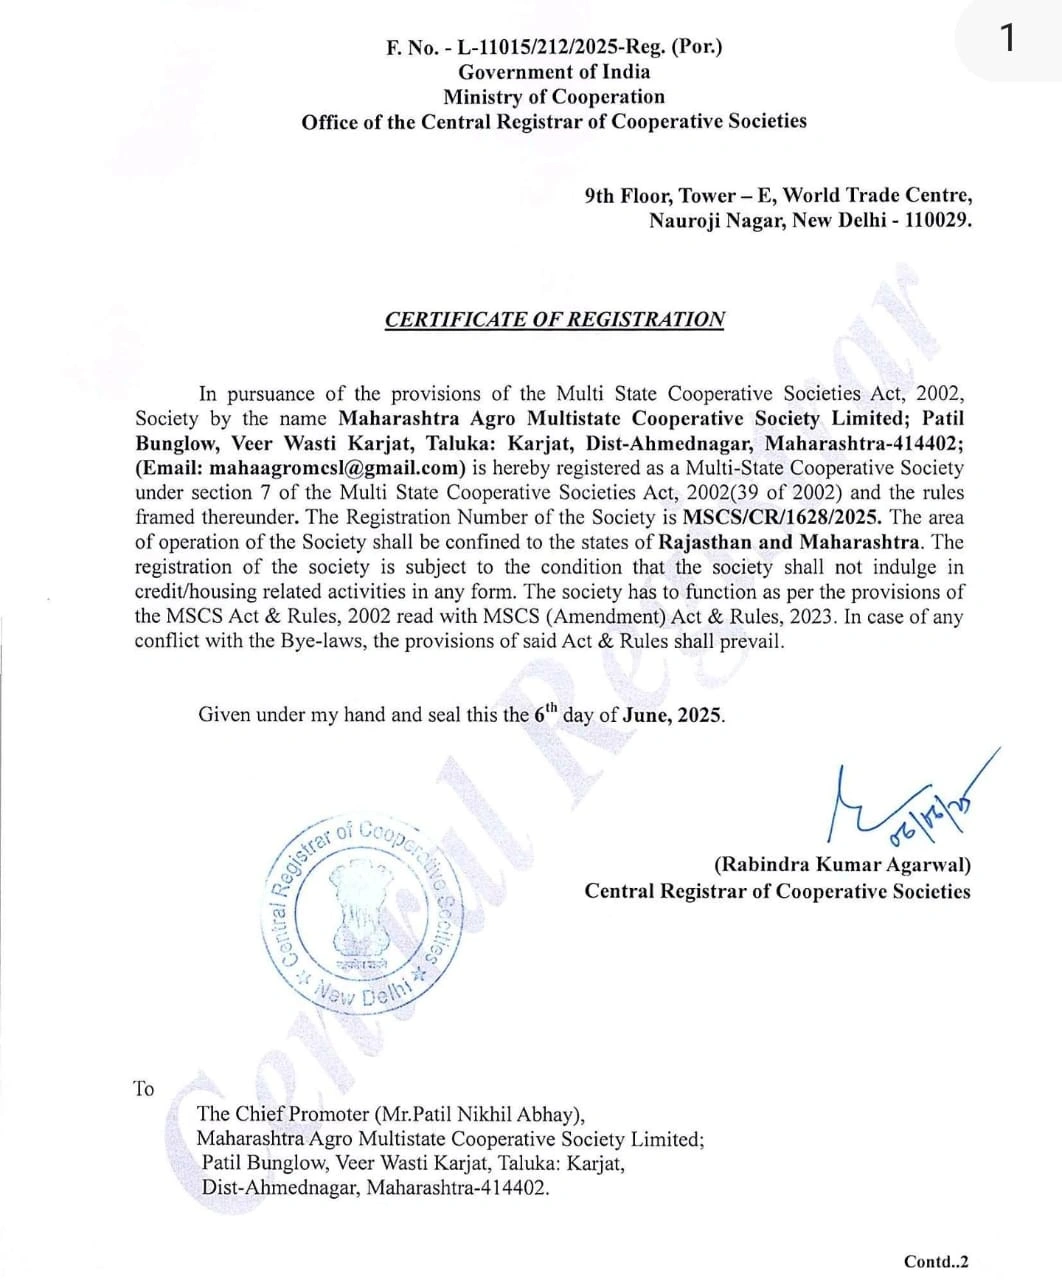 1
F. No. - L-11015/212/2025-Reg. (Por.)
Government of India
Ministry of Cooperation
Office of the Central Registrar of Cooperative Societies
9th Floor, Tower – E, World Trade Centre,
Nauroji Nagar, New Delhi - 110029.
CERTIFICATE OF REGISTRATION
In pursuance of the provisions of the Multi State Cooperative Societies Act, 2002,
Society by the name Maharashtra Agro Multistate Cooperative Society Limited; Patil
Bunglow, Veer Wasti Karjat, Taluka: Karjat, Dist-Ahmednagar, Maharashtra-414402;
(Email: mahaagromcsl@gmail.com) is hereby registered as a Multi-State Cooperative Society
under section 7 of the Multi State Cooperative Societies Act, 2002(39 of 2002) and the rules
framed thereunder. The Registration Number of the Society is MSCS/CR/1628/2025. The area
of operation of the Society shall be confined to the states of Rajasthan and Maharashtra. The
registration of the society is subject to the condition that the society shall not indulge in
credit/housing related activities in any form. The society has to function as per the provisions of
the MSCS Act & Rules, 2002 read with MSCS (Amendment) Act & Rules, 2023. In case of any
conflict with the Bye-laws, the provisions of said Act & Rules shall prevail.
Given under my hand and seal this the 6th day of June, 2025.
06/06/25
(Rabindra Kumar Agarwal)
Central Registrar of Cooperative Societies
Central Registrar of Cooperative Societies
New Delhi
Central Registrar
To
The Chief Promoter (Mr.Patil Nikhil Abhay),
Maharashtra Agro Multistate Cooperative Society Limited;
Patil Bunglow, Veer Wasti Karjat, Taluka: Karjat,
Dist-Ahmednagar, Maharashtra-414402.
Contd..2